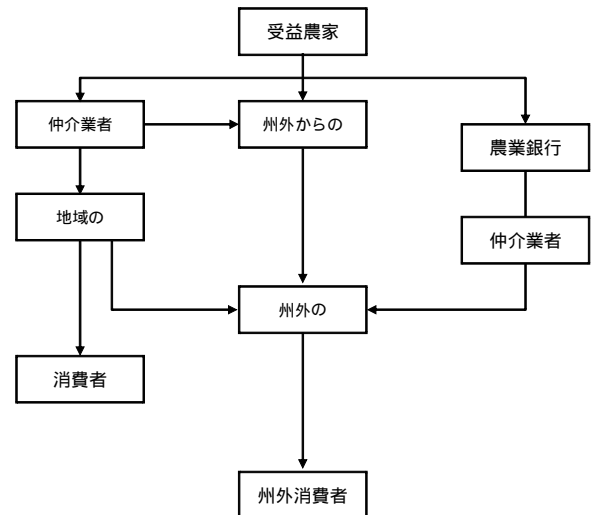 受益農家
仲介業者
州外からの
農業銀行
地域の
仲介業者
州外の
消費者
州外消費者